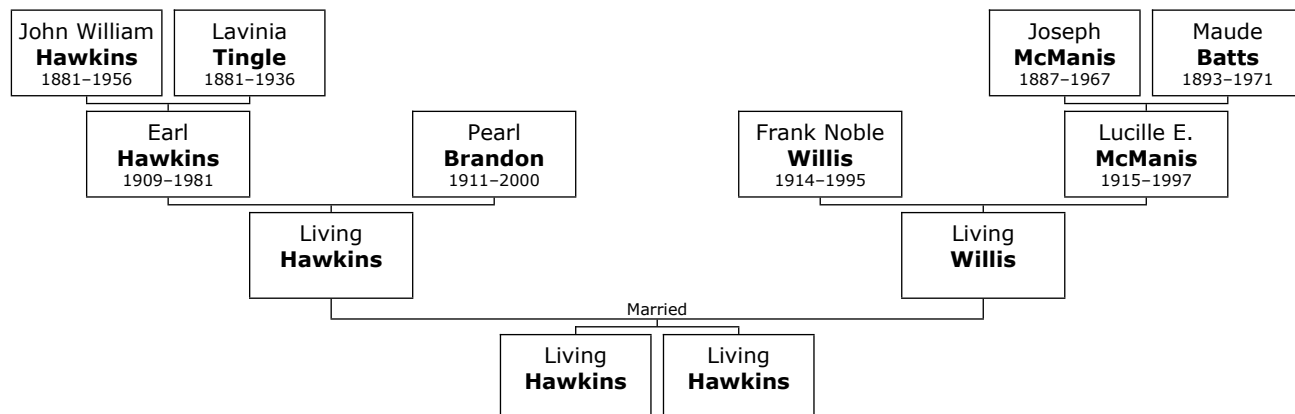 John William
Hawkins
1881–1956
Lavinia
Tingle
1881–1936
Joseph
McManis
1887–1967
Maude
Batts
1893–1971
Earl
Hawkins
1909–1981
Pearl
Brandon
1911–2000
Frank Noble
Willis
1914–1995
Lucille E.
McManis
1915–1997
Living
Hawkins
Living
Willis
Married
Living
Hawkins
Living
Hawkins